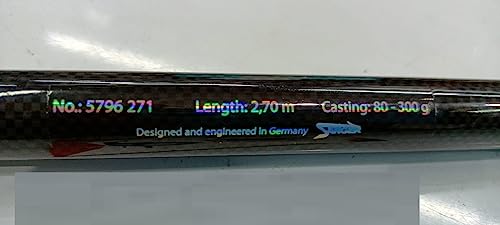 No.: 5796 271 Length: 2,70 m Casting: 80 - 300 g
Designed and engineered in Germany